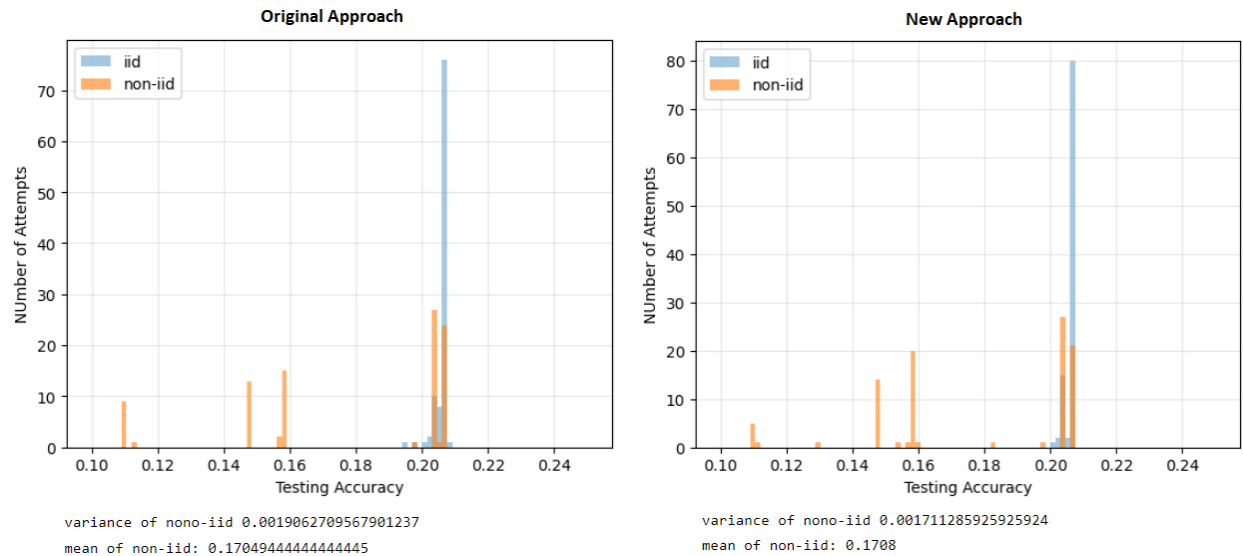 Original Approach
iid
non-iid
70
60
50
40
30
20
10
0
NUmber of Attempts
0.10 0.12 0.14 0.16 0.18 0.20 0.22 0.24
Testing Accuracy
variance of nono-iid 0.0019062709567901237
mean of non-iid: 0.17049444444444445
New Approach
iid
non-iid
80
70
60
50
40
30
20
10
0
NUmber of Attempts
0.10 0.12 0.14 0.16 0.18 0.20 0.22 0.24
Testing Accuracy
variance of nono-iid 0.001711285925925924
mean of non-iid: 0.1708